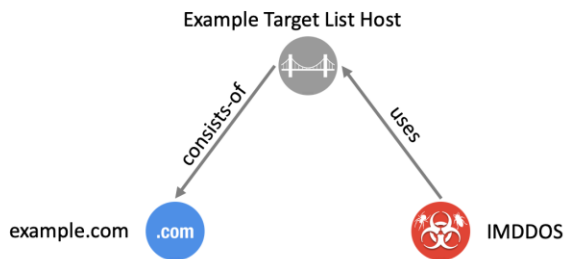 Example Target List Host
consists-of
uses
example.com
.com
IMDDOS